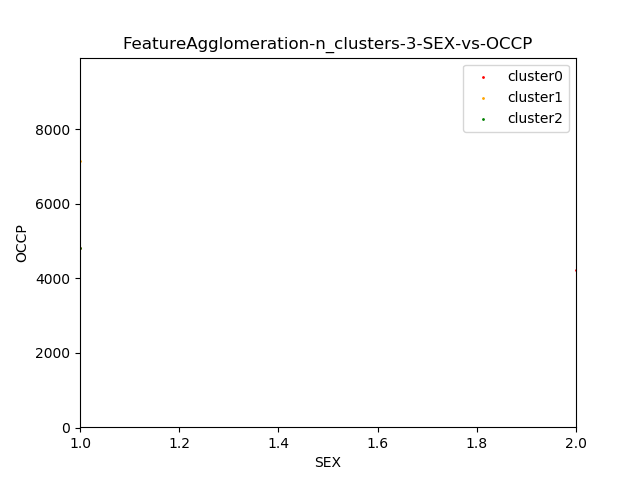 FeatureAgglomeration-n_clusters-3-SEX-vs-OCCP
cluster0
cluster1
cluster2
8000
6000
4000
2000
0
OCCP
1.0 1.2 1.4 1.6 1.8 2.0
SEX